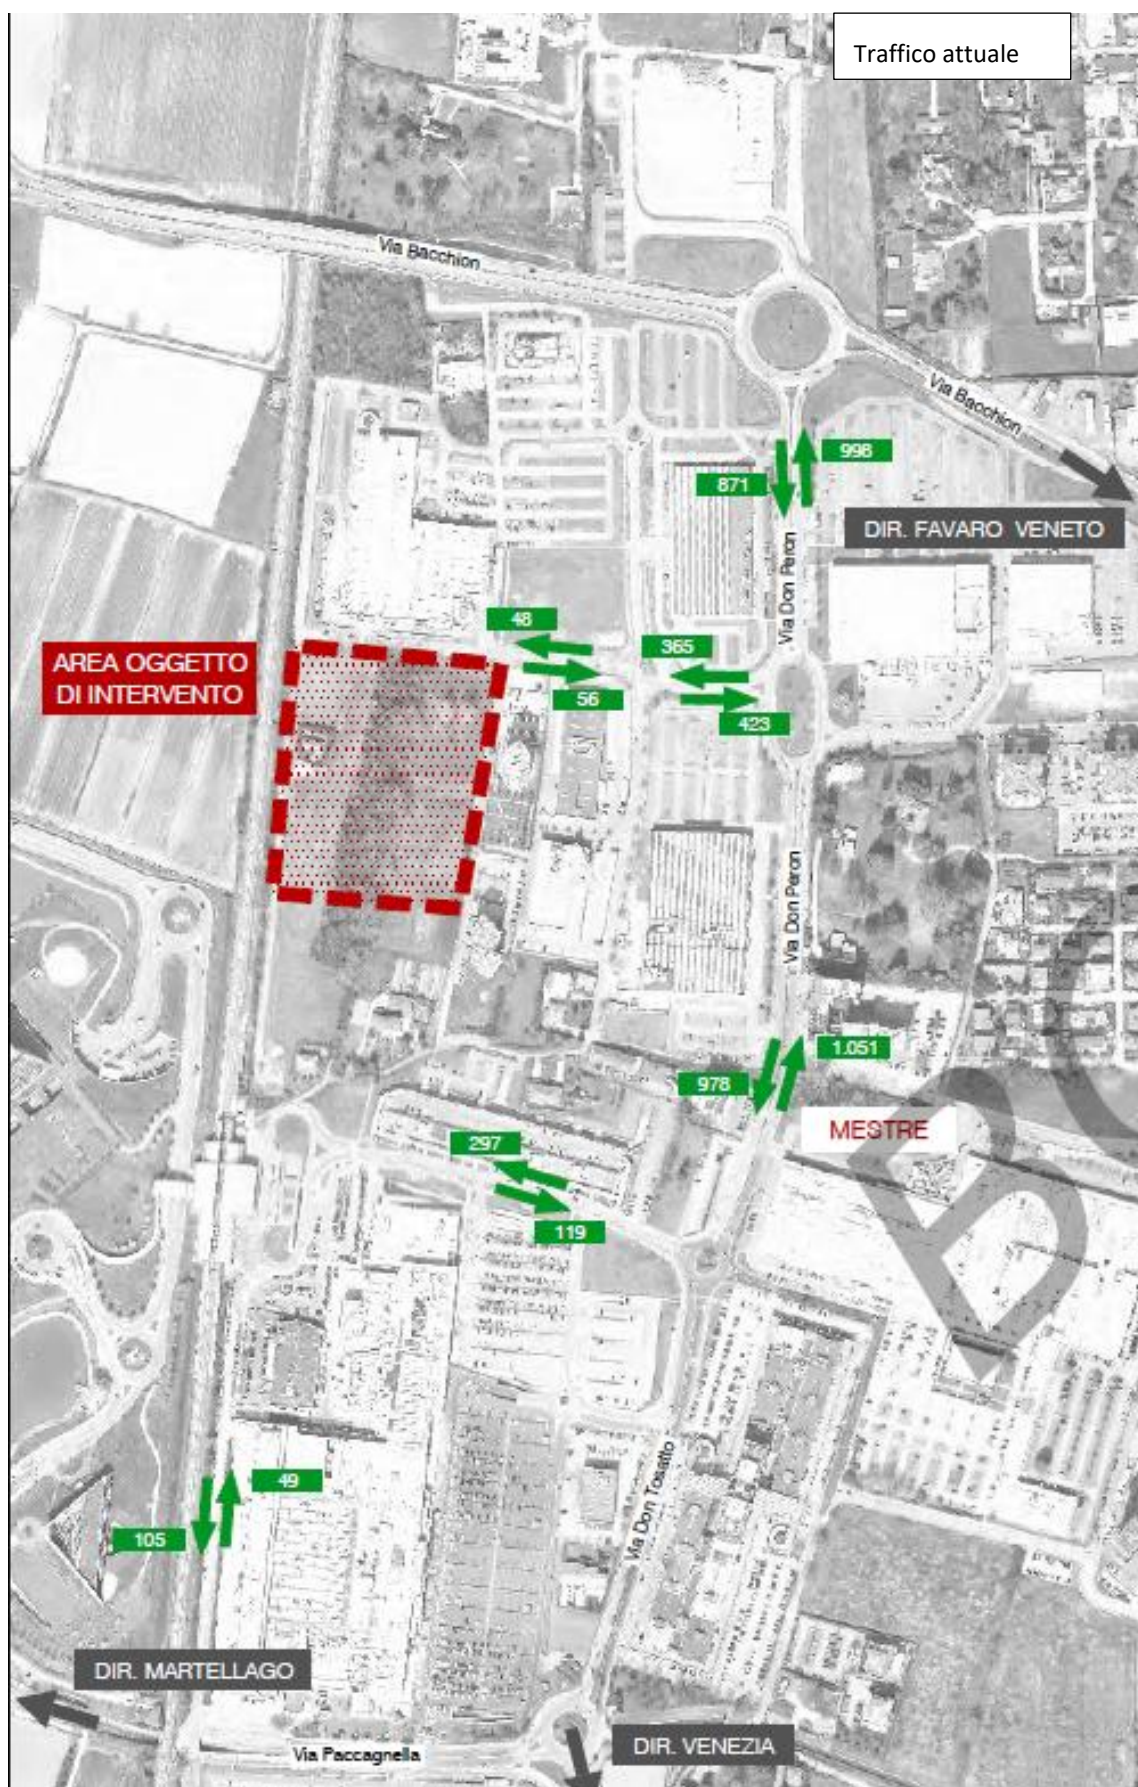 Traffico attuale
Via Bacchion
Via Bacchion
998
871
DIR. FAVARO VENETO
Via Don Peron
48
365
AREA OGGETTO
DI INTERVENTO
56
423
Via Don Peron
1.051
978
MESTRE
297
119
Via Don Tosatto
49
105
DIR. MARTELLAGO
DIR. VENEZIA
Via Paccagnella